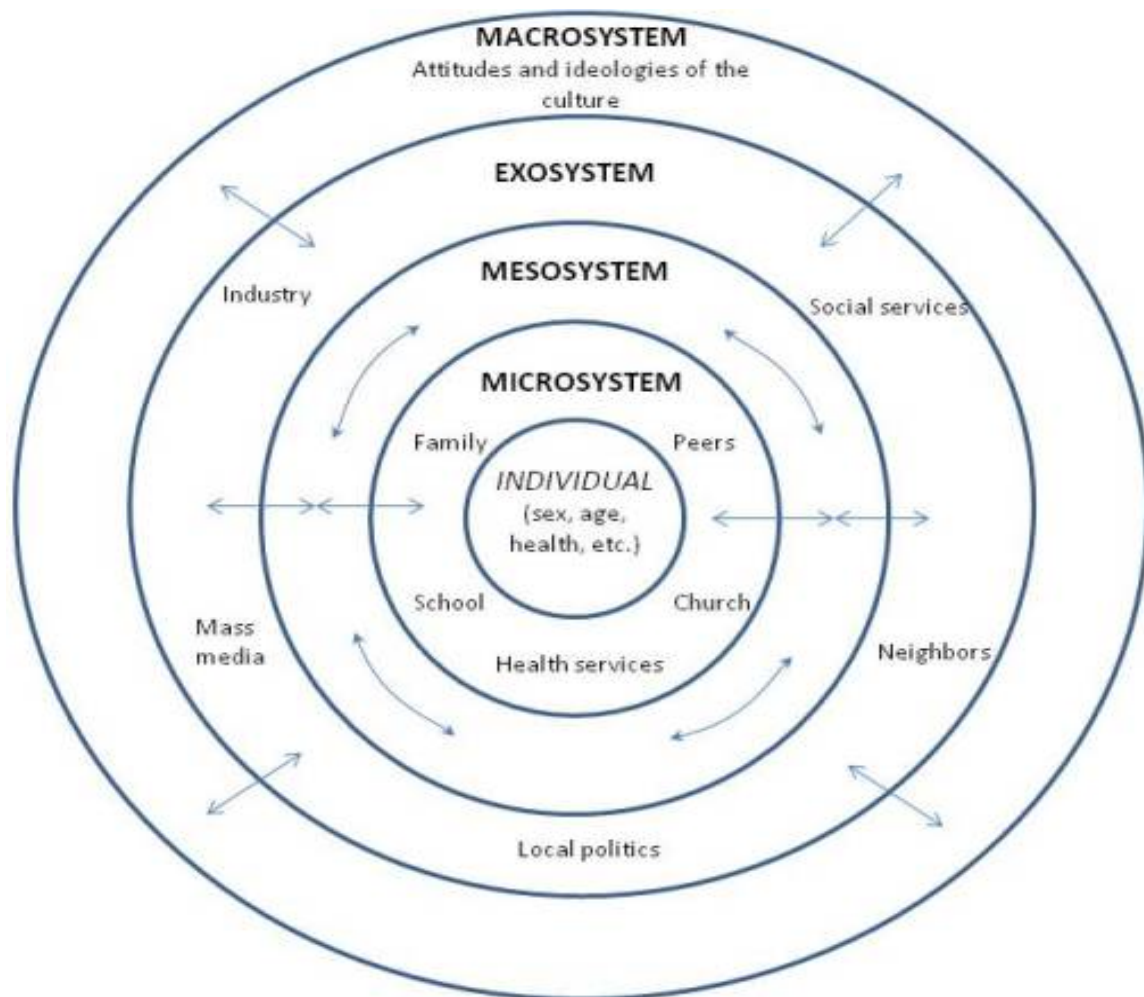 MACROSYSTEM
Attitudes and ideologies of the
culture
EXOSYSTEM
MESOSYSTEM
Industry
Social services
MICROSYSTEM
Family
Peers
INDIVIDUAL
(sex, age,
health, etc.)
School
Church
Mass
media
Health services
Neighbors
Local politics